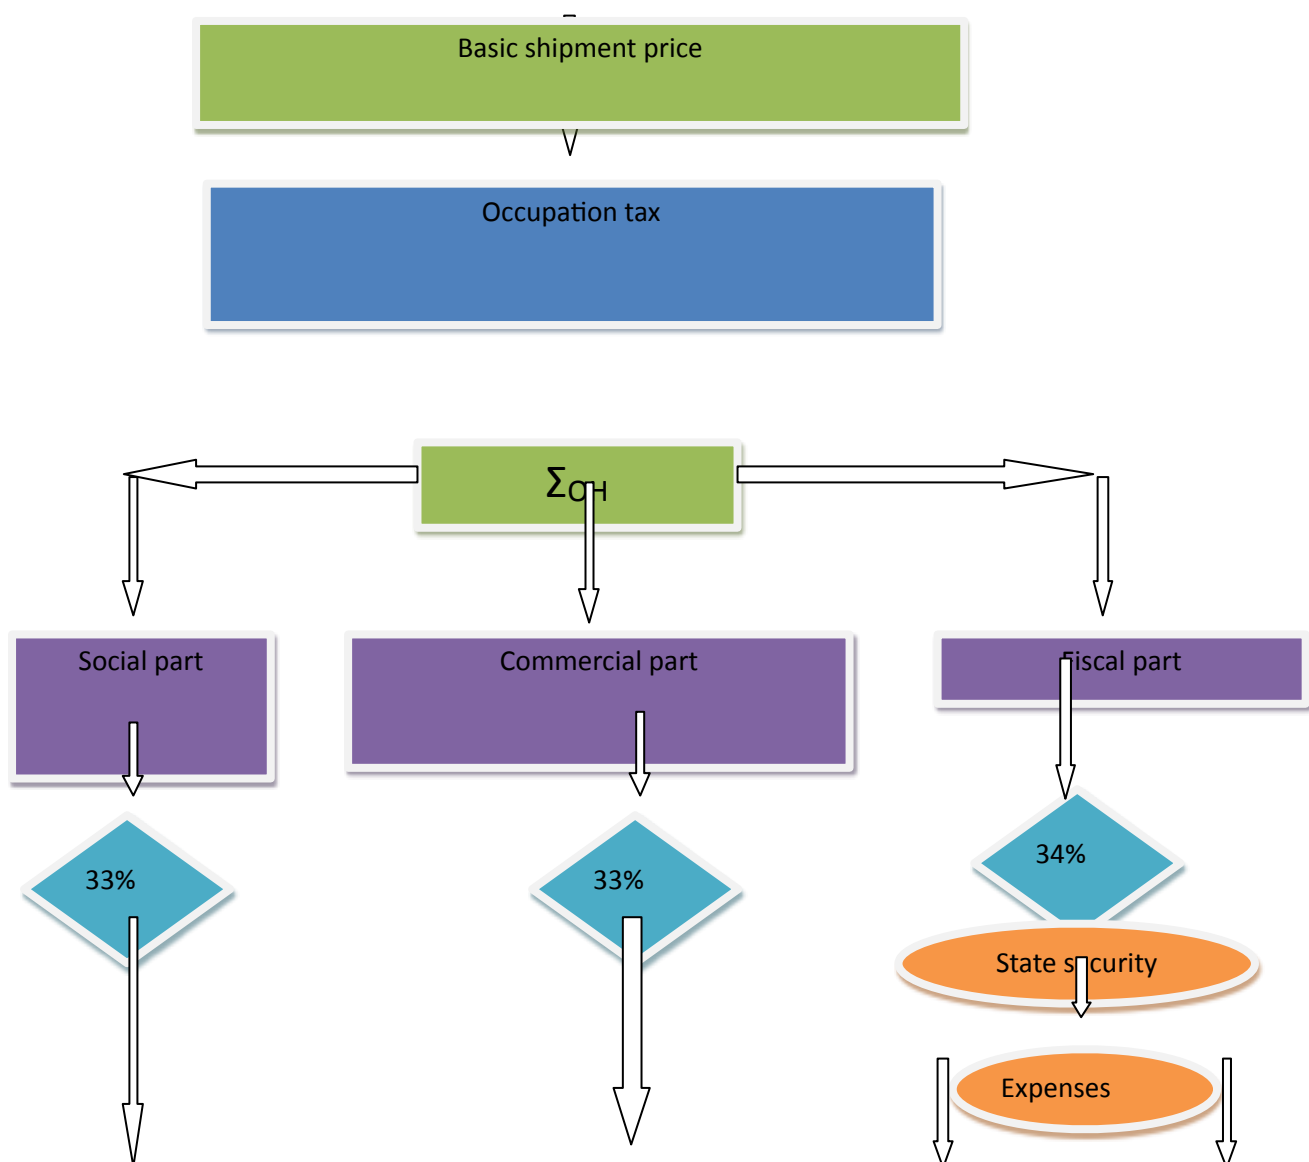 Basic shipment price
Occupation tax
ΣOH
Social part
Commercial part
Fiscal part
33%
33%
34%
State security
Expenses